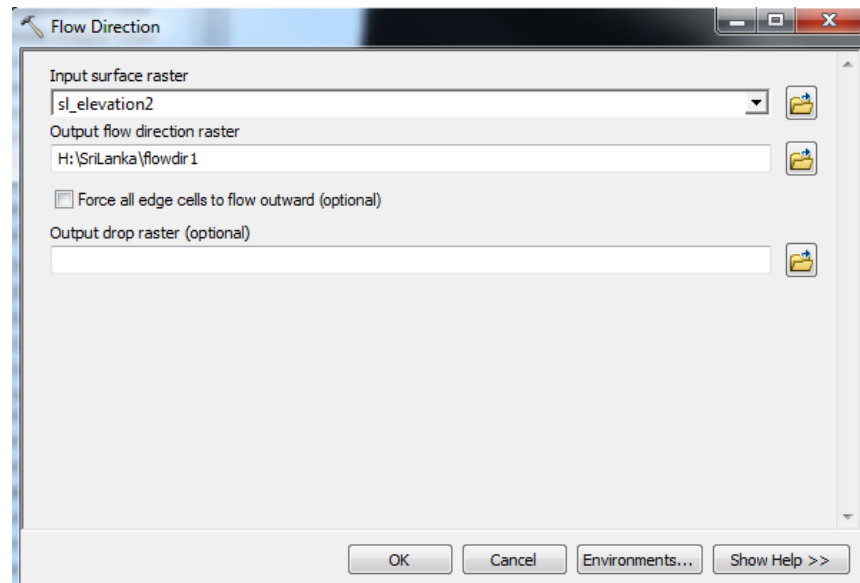 Flow Direction
Input surface raster
sl_elevation2
Output flow direction raster
H:\SriLanka\flowdir1
Force all edge cells to flow outward (optional)
Output drop raster (optional)
OK Cancel Environments... Show Help >>